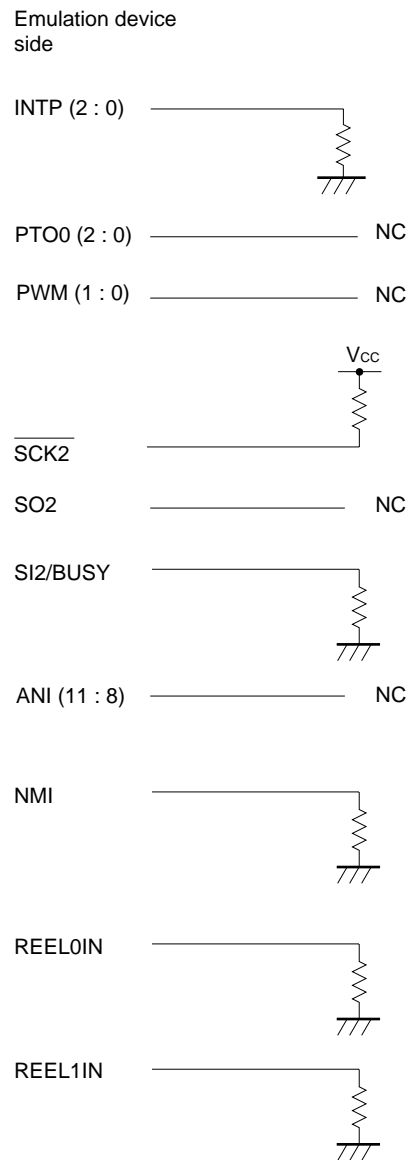 Emulation device
side
INTP (2 : 0)
PTO0 (2 : 0) NC
PWM (1 : 0) NC
VCC
SCK2
SO2 NC
SI2/BUSY
ANI (11 : 8) NC
NMI
REEL0IN
REEL1IN